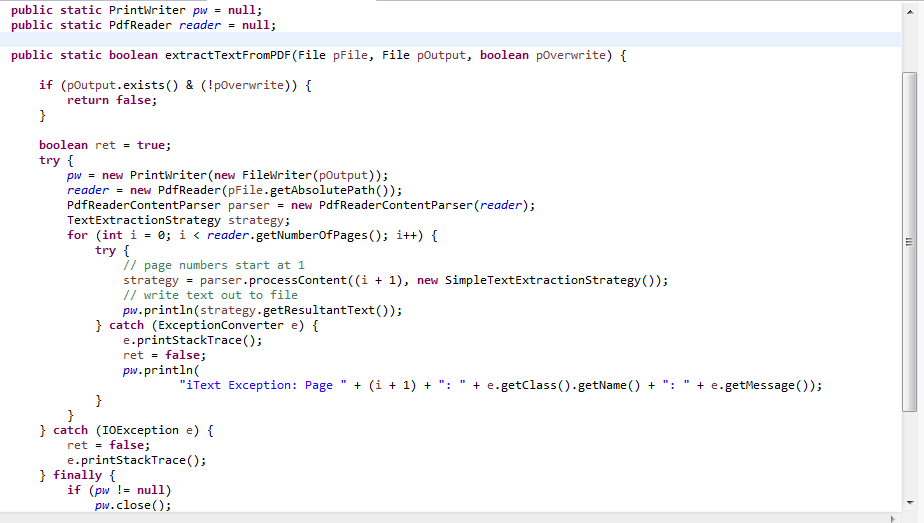 public static PrintWriter pw = null;
public static PdfReader reader = null;

public static boolean extractTextFromPDF(File pFile, File pOutput, boolean pOverwrite) {

    if (pOutput.exists() & (!pOverwrite)) {
        return false;
    }

    boolean ret = true;
    try {
        pw = new PrintWriter(new FileWriter(pOutput));
        reader = new PdfReader(pFile.getAbsolutePath());
        PdfReaderContentParser parser = new PdfReaderContentParser(reader);
        TextExtractionStrategy strategy;
        for (int i = 0; i < reader.getNumberOfPages(); i++) {
            try {
                // page numbers start at 1
                strategy = parser.processContent((i + 1), new SimpleTextExtractionStrategy());
                // write text out to file
                pw.println(strategy.getResultantText());
            } catch (ExceptionConverter e) {
                e.printStackTrace();
                ret = false;
                pw.println(
                        "iText Exception: Page " + (i + 1) + ": " + e.getClass().getName() + ": " + e.getMessage());
            }
        }
    } catch (IOException e) {
        ret = false;
        e.printStackTrace();
    } finally {
        if (pw != null)
            pw.close();